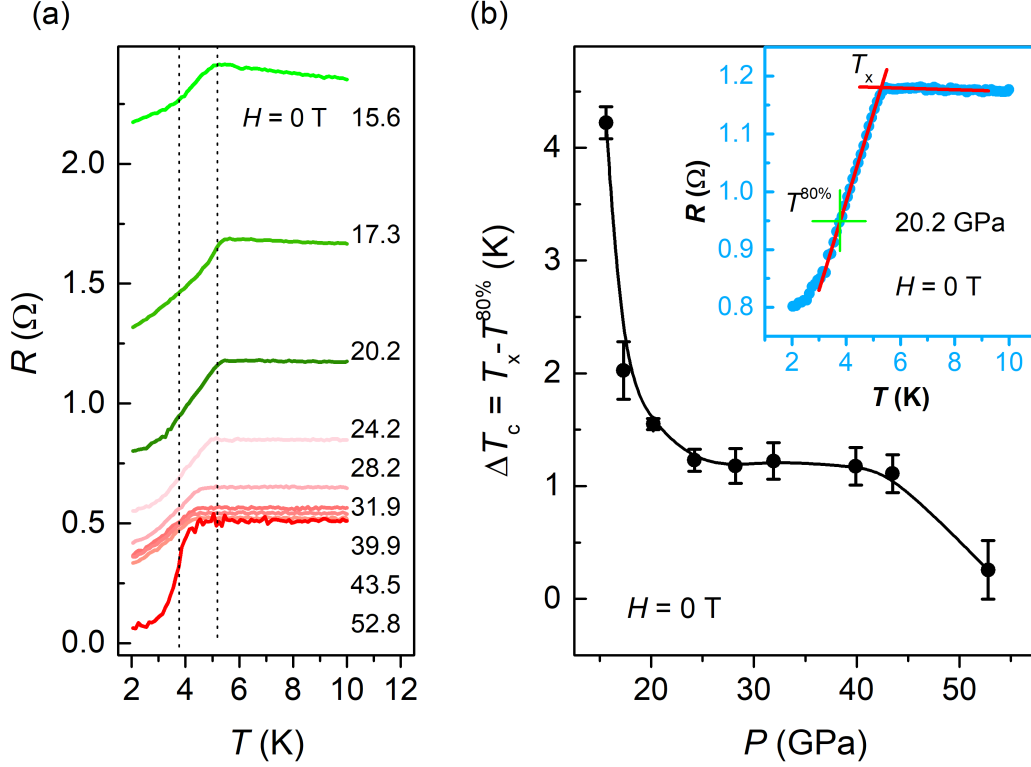 (a)
(b)
H = 0 T
15.6
17.3
20.2
24.2
28.2
31.9
39.9
43.5
52.8
2.0
1.5
1.0
0.5
0.0
R (Ω)
2 4 6 8 10 12
T (K)
4
3
2
1
0
ΔTc = Tx- T80% (K)
H = 0 T
20 30 40 50
P (GPa)
1.2
1.1
1.0
0.9
0.8
R (Ω)
Tx
T80%
20.2 GPa
H = 0 T
2 4 6 8 10
T (K)